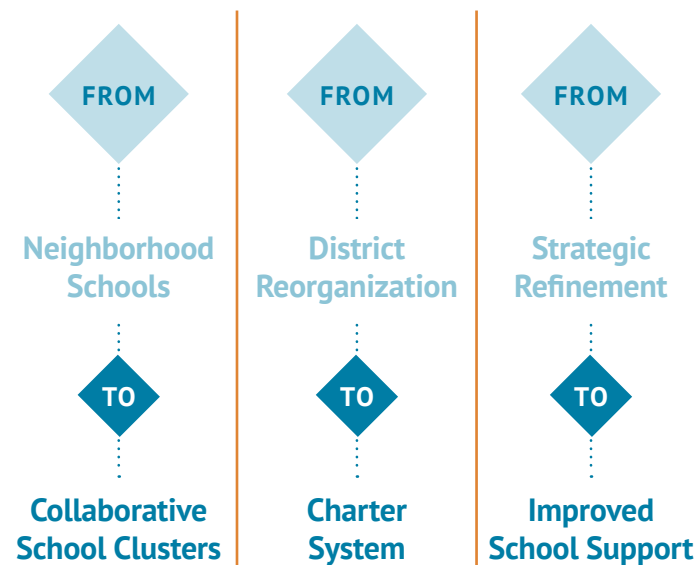 FROM
Neighborhood
Schools
TO
Collaborative
School Clusters
FROM
District
Reorganization
TO
Charter
System
FROM
Strategic
Refinement
TO
Improved
School Support